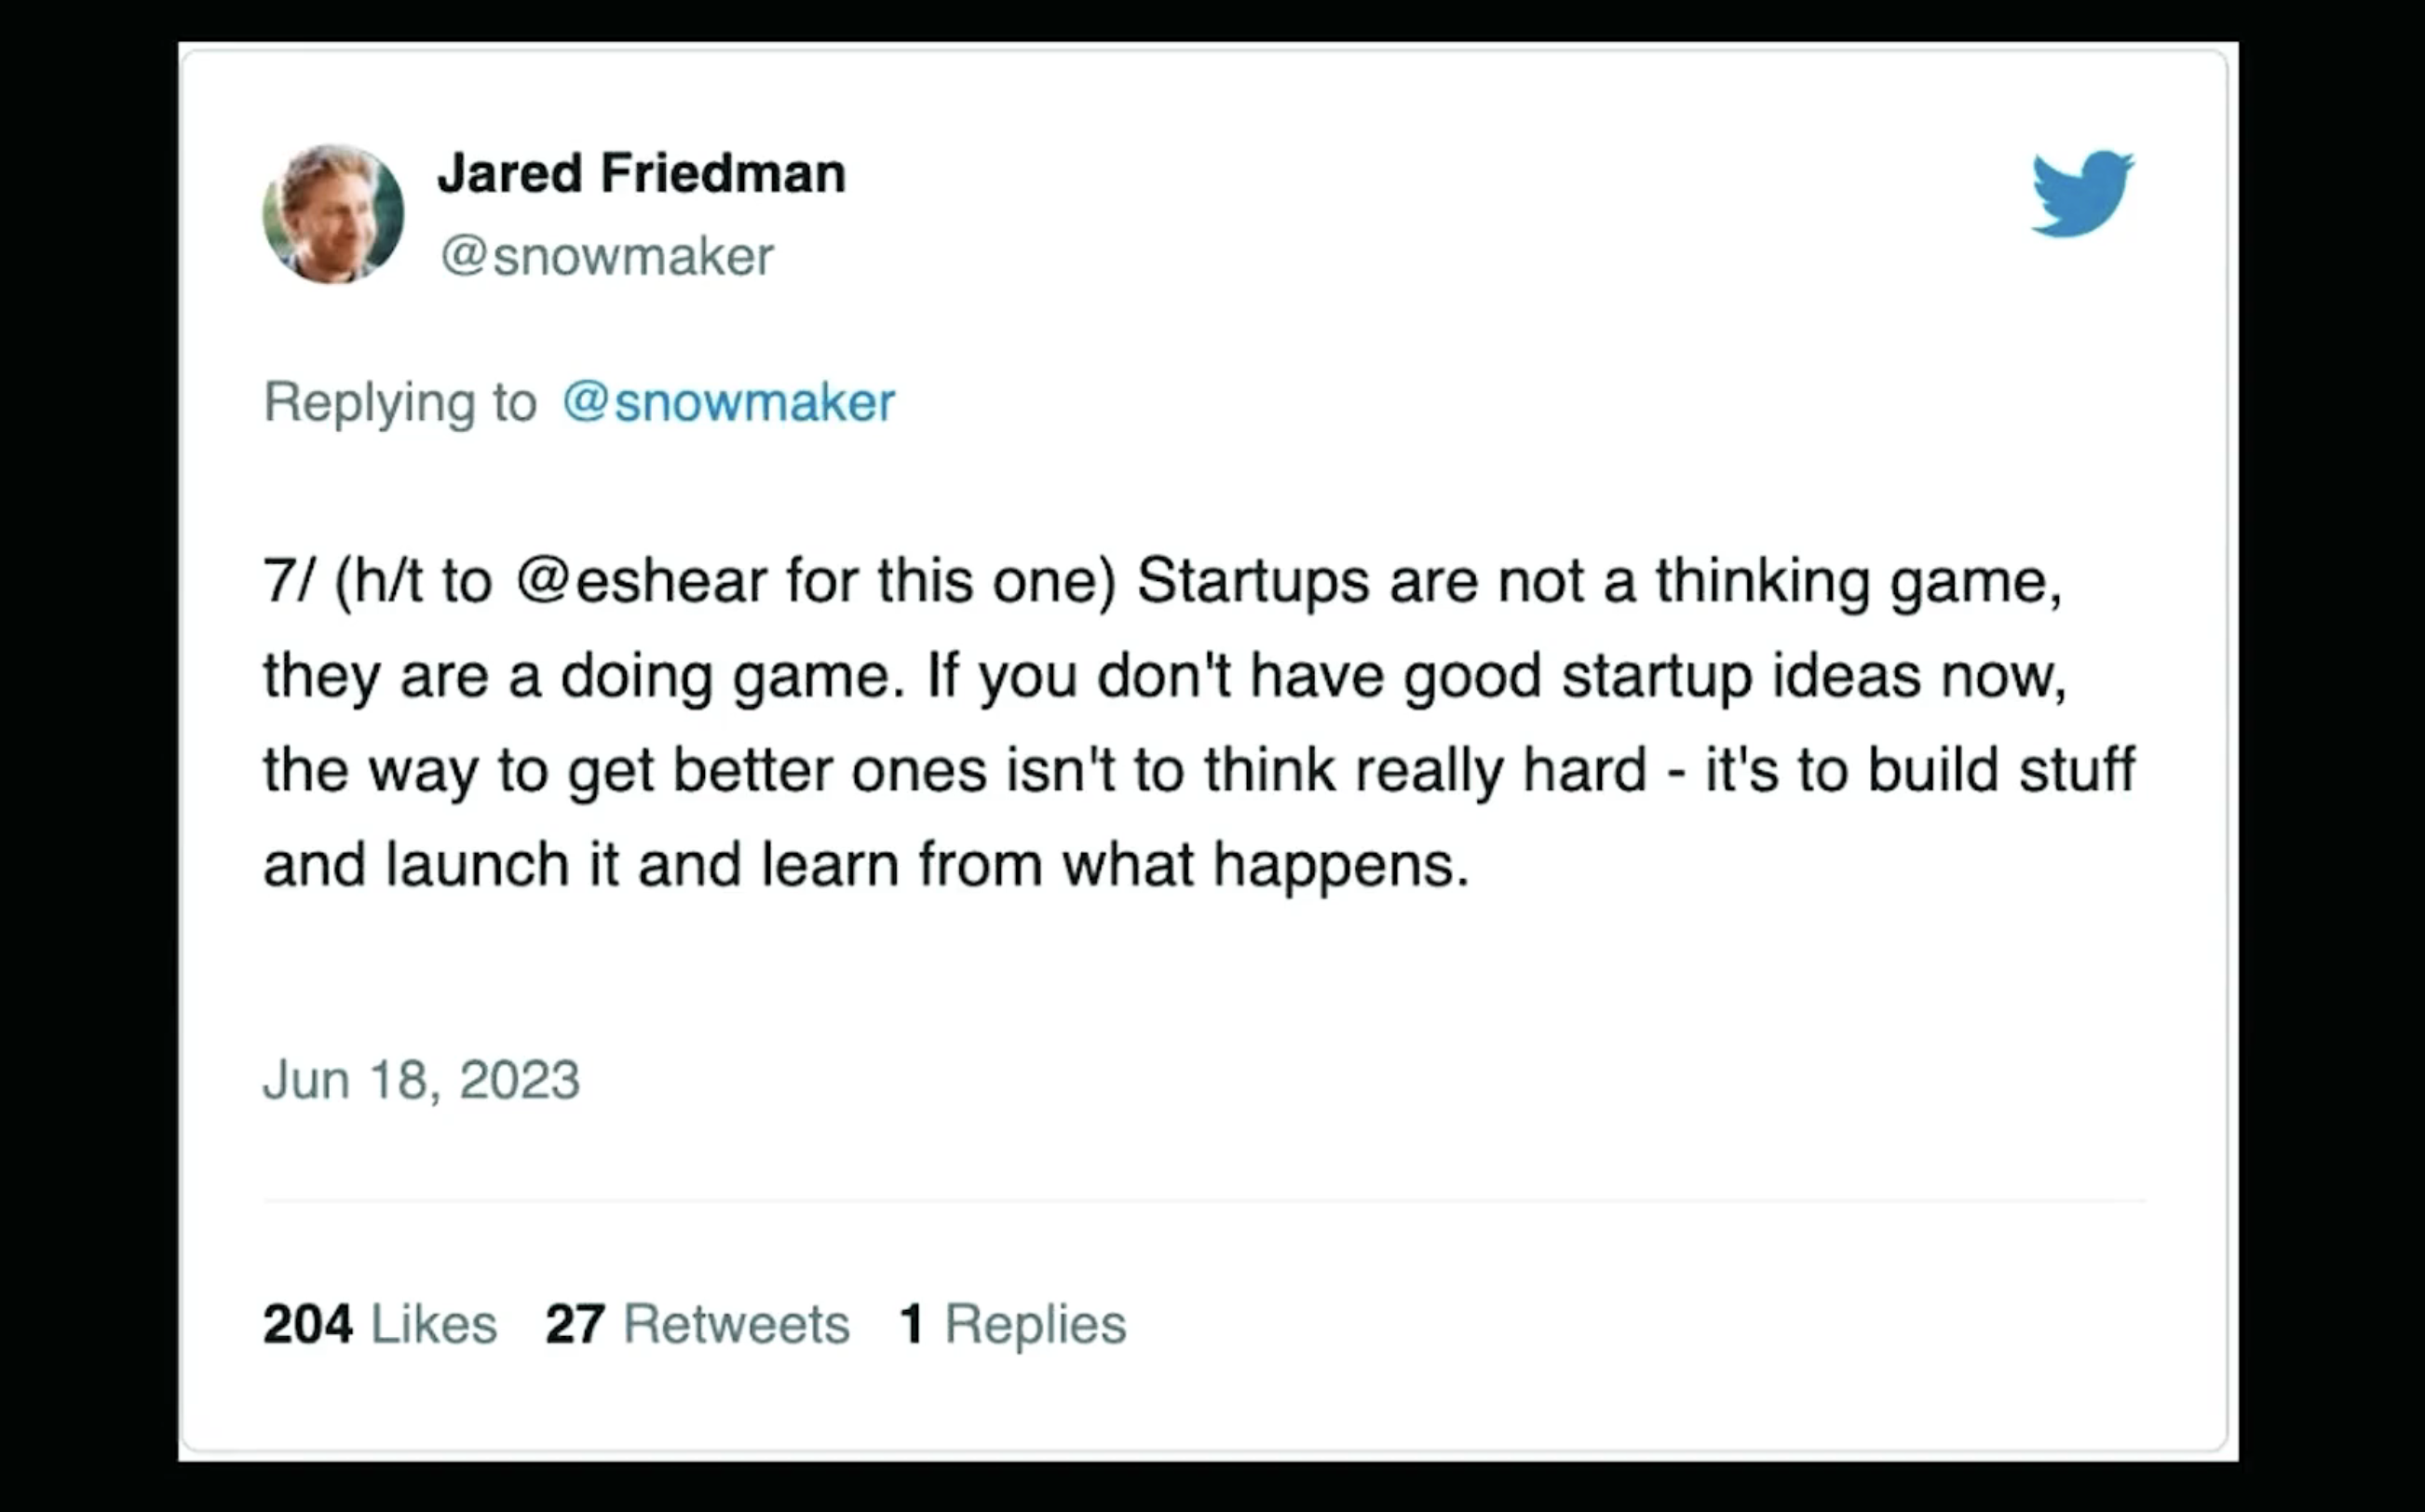 Jared Friedman
@snowmaker
Replying to @snowmaker
7/ (h/t to @eshear for this one) Startups are not a thinking game,
they are a doing game. If you don't have good startup ideas now,
the way to get better ones isn't to think really hard - it's to build stuff
and launch it and learn from what happens.
Jun 18, 2023
204 Likes 27 Retweets 1 Replies